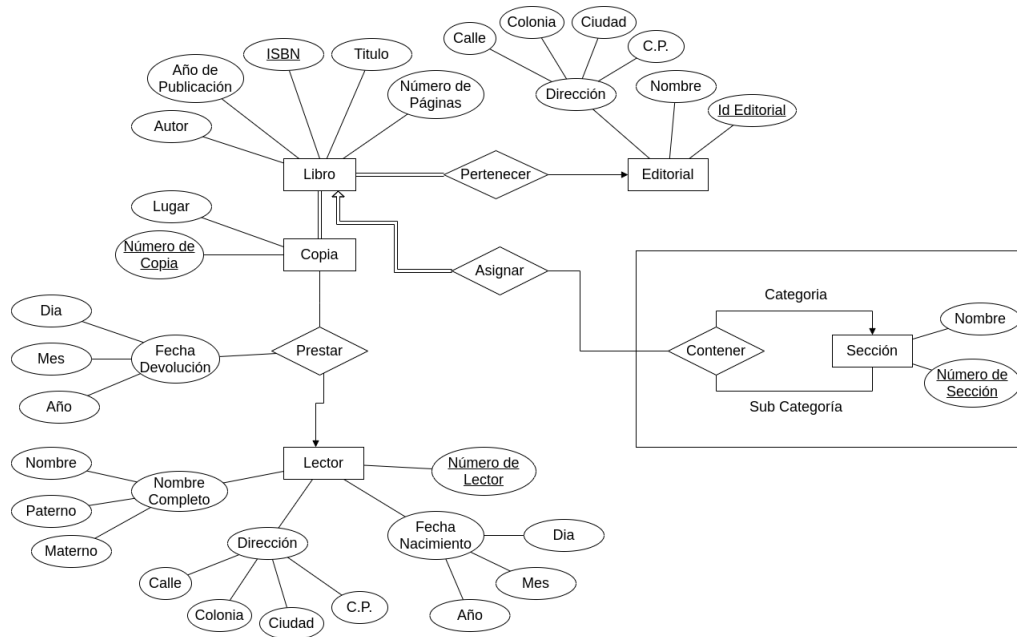 Colonia
Ciudad
Calle
C.P.
ISBN
Titulo
Año de
Publicación
Número de
Páginas
Dirección
Nombre
Id Editorial
Autor
Libro
Pertenecer
Editorial
Lugar
Número de
Copia
Copia
Asignar
Categoria
Nombre
Dia
Mes
Año
Fecha
Devolución
Prestar
Contener
Sección
Número de
Sección
Sub Categoría
Nombre
Paterno
Materno
Nombre
Completo
Lector
Número de
Lector
Dirección
Fecha
Nacimiento
Dia
Mes
Año
Calle
Colonia
Ciudad
C.P.